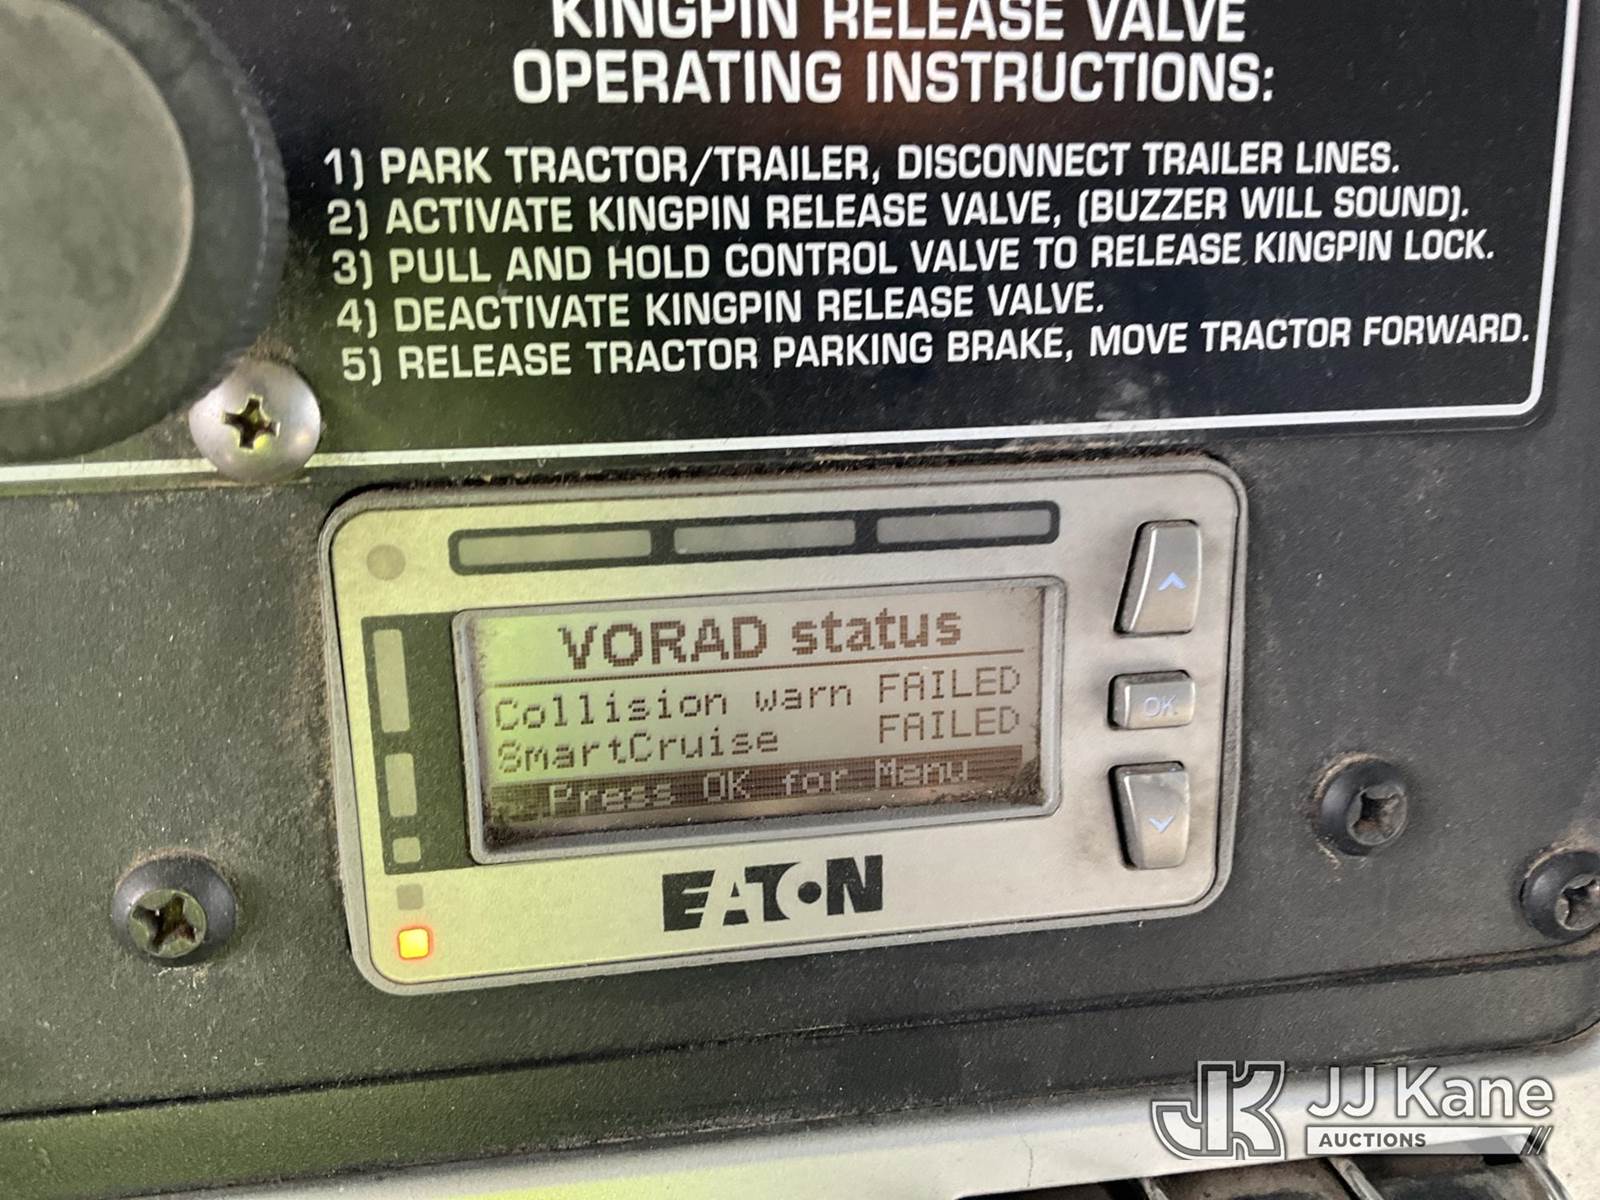 KINGPIN RELEASE VALVE
OPERATING INSTRUCTIONS:
1) PARK TRACTOR/TRAILER, DISCONNECT TRAILER LINES.
2) ACTIVATE KINGPIN RELEASE VALVE, (BUZZER WILL SOUND).
3) PULL AND HOLD CONTROL VALVE TO RELEASE KINGPIN LOCK.
4) DEACTIVATE KINGPIN RELEASE VALVE.
5) RELEASE TRACTOR PARKING BRAKE, MOVE TRACTOR FORWARD.
VORAD status
Collision warn FAILED
SmartCruise FAILED
Press OK for Menu
OK
EATON
JK
JJ Kane
AUCTIONS